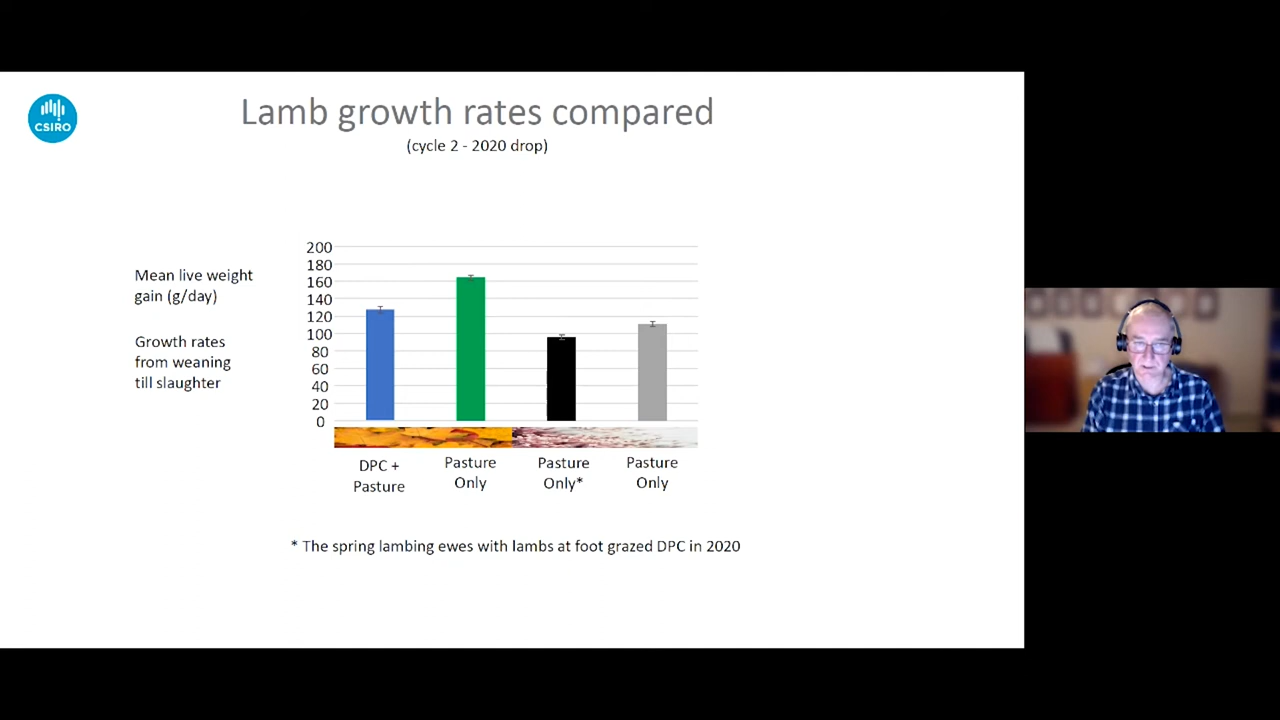 CSIRO
Lamb growth rates compared
(cycle 2 - 2020 drop)
Mean live weight
gain (g/day)
Growth rates
from weaning
till slaughter
200
180
160
140
120
100
80
60
40
20
0
DPC +
Pasture
Pasture
Only
Pasture
Only*
Pasture
Only
* The spring lambing ewes with lambs at foot grazed DPC in 2020